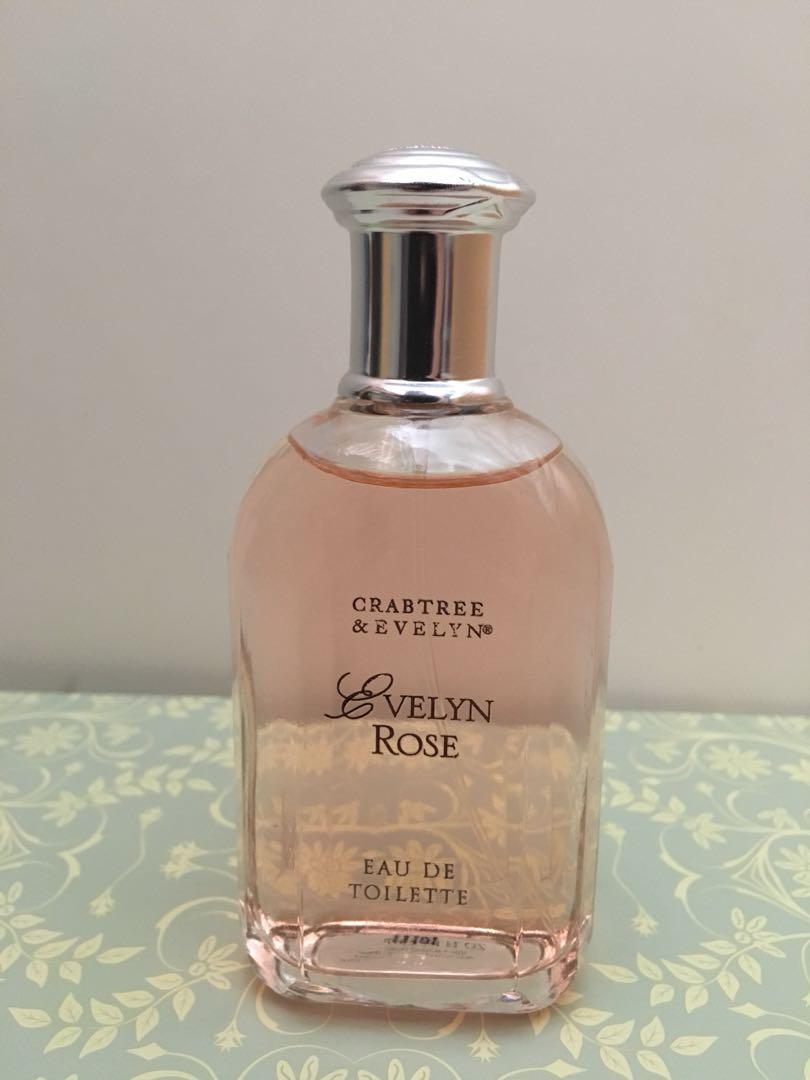 CRABTREE
& EVELYN®
EVELYN
ROSE
EAU DE
TOILETTE